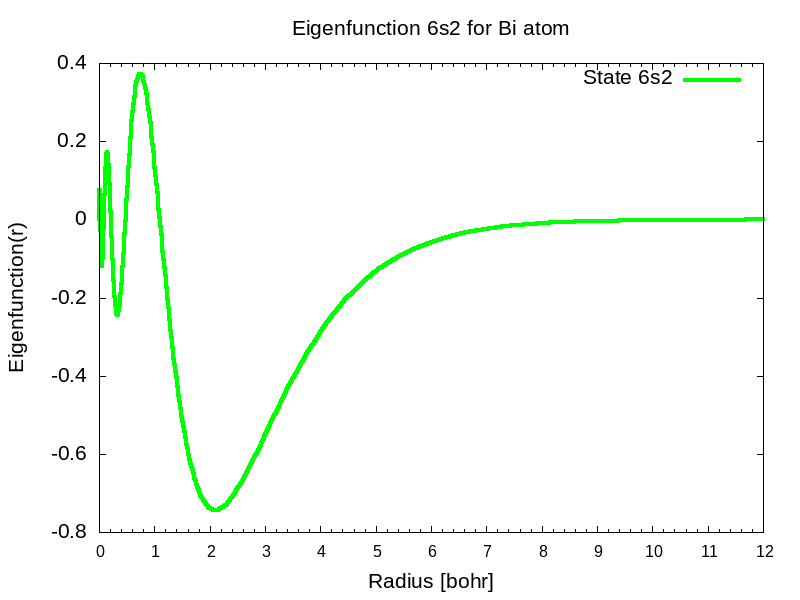 Eigenfunction 6s2 for Bi atom
State 6s2
0.4
0.2
0
-0.2
-0.4
-0.6
-0.8
Eigenfunction(r)
0 1 2 3 4 5 6 7 8 9 10 11 12
Radius [bohr]